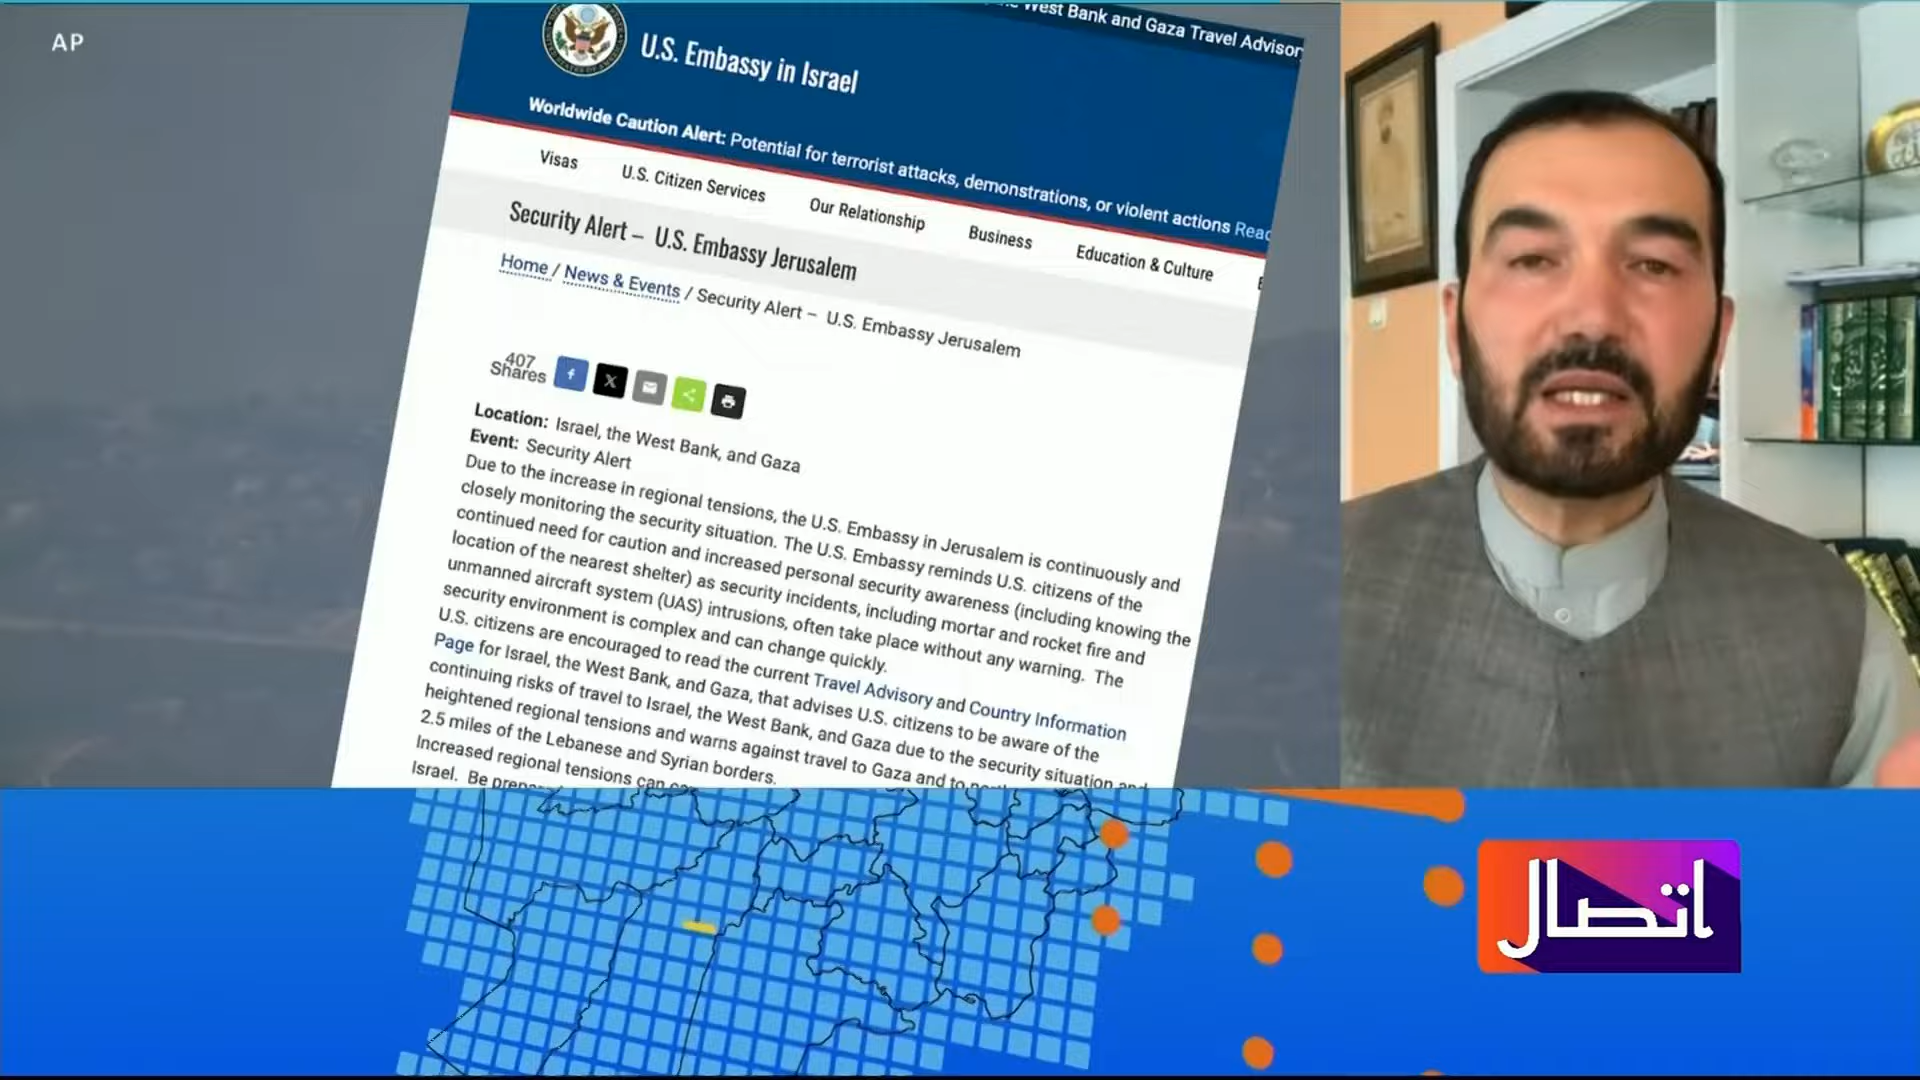 AP
West Bank and Gaza Travel Advisor
U.S. Embassy in Israel
Worldwide Caution Alert: Potential for terrorist attacks, demonstrations, or violent actions Read
Visas U.S. Citizen Services Our Relationship Business Education & Culture
Security Alert – U.S. Embassy Jerusalem
Home / News & Events / Security Alert – U.S. Embassy Jerusalem
407
Shares
Location: Israel, the West Bank, and Gaza
Event: Security Alert
Due to the increase in regional tensions, the U.S. Embassy in Jerusalem is continuously and
closely monitoring the security situation. The U.S. Embassy reminds U.S. citizens of the
continued need for caution and increased personal security awareness (including knowing the
location of the nearest shelter) as security incidents, including mortar and rocket fire and
unmanned aircraft system (UAS) intrusions, often take place without any warning. The
security environment is complex and can change quickly.
U.S. citizens are encouraged to read the current Travel Advisory and Country Information
Page for Israel, the West Bank, and Gaza, that advises U.S. citizens to be aware of the
continuing risks of travel to Israel, the West Bank, and Gaza due to the security situation and
heightened regional tensions and warns against travel to Gaza and to
2.5 miles of the Lebanese and Syrian borders.
Increased regional tensions can
Israel. Be
اتصال